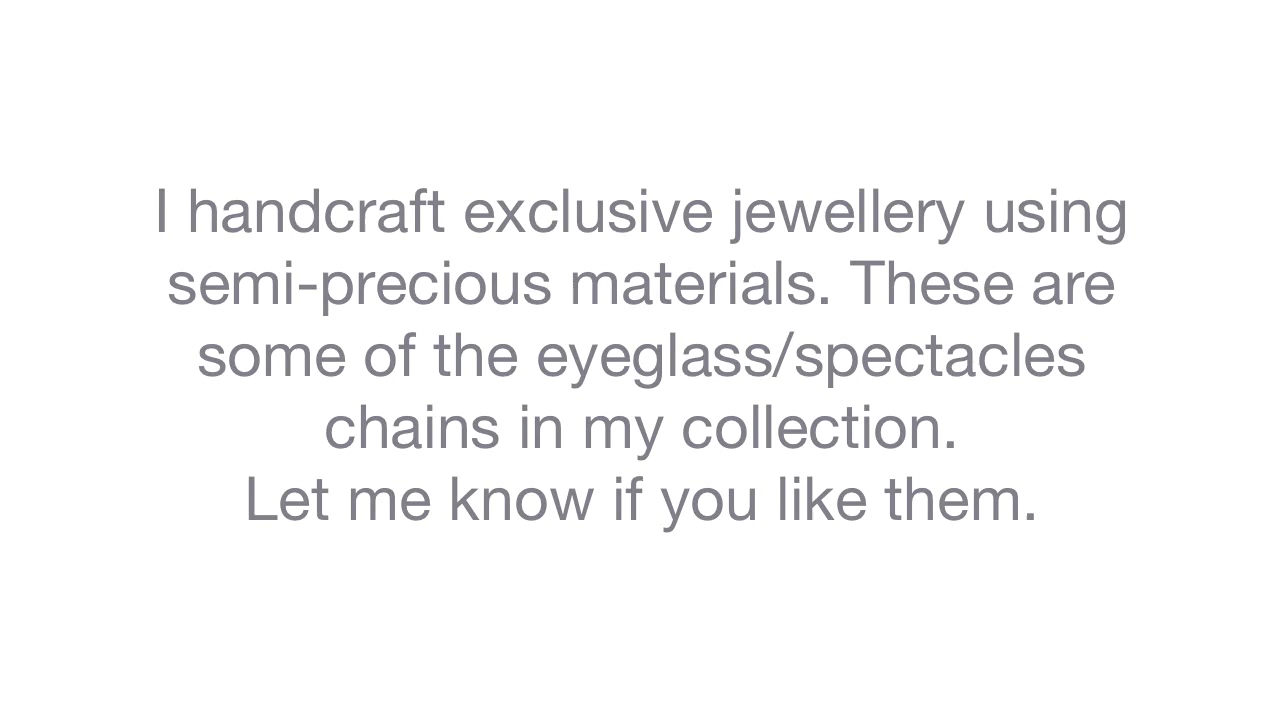 I handcraft exclusive jewellery using
semi-precious materials. These are
some of the eyeglass/spectacles
chains in my collection.
Let me know if you like them.